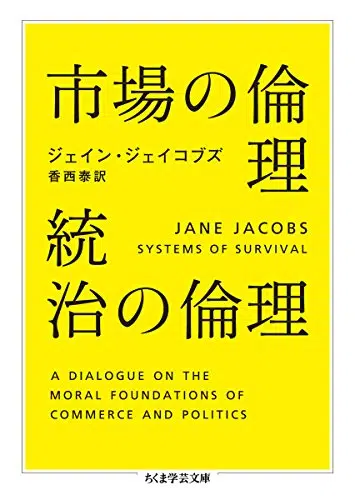 市場の倫理
ジェイン・ジェイコブズ
香西泰訳
JANE JACOBS
SYSTEMS OF SURVIVAL
統治の倫理
A DIALOGUE ON THE
MORAL FOUNDATIONS OF
COMMERCE AND POLITICS
ちくま学芸文庫